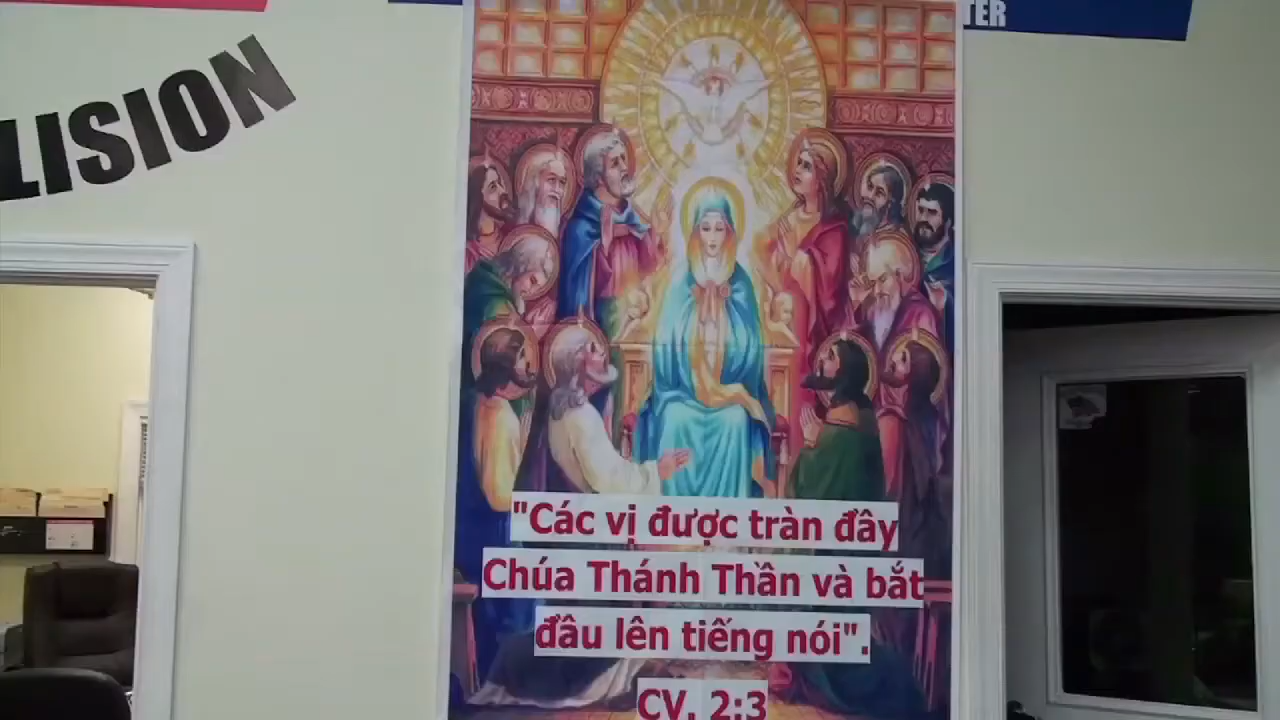 TER
LISION
"Các vị được tràn đầy
Chúa Thánh Thần và bắt
đầu lên tiếng nói".
CV. 2:3